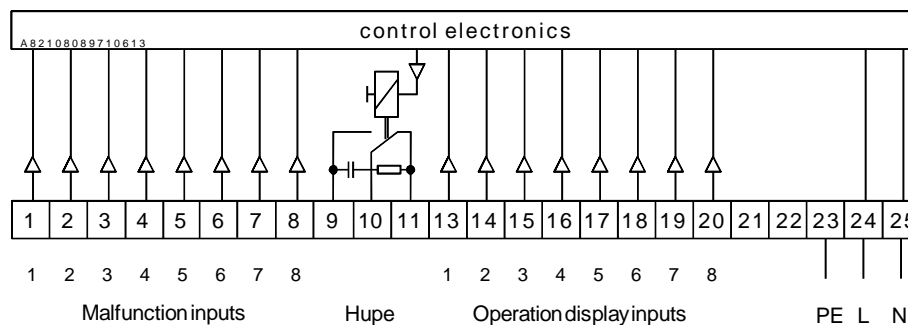 control electronics
A82108089710613
1 2 3 4 5 6 7 8 9 10 11 13 14 15 16 17 18 19 20 21 22 23 24 25
1 2 3 4 5 6 7 8 1 2 3 4 5 6 7 8
Malfunction inputs Hupe Operation display inputs PE L N